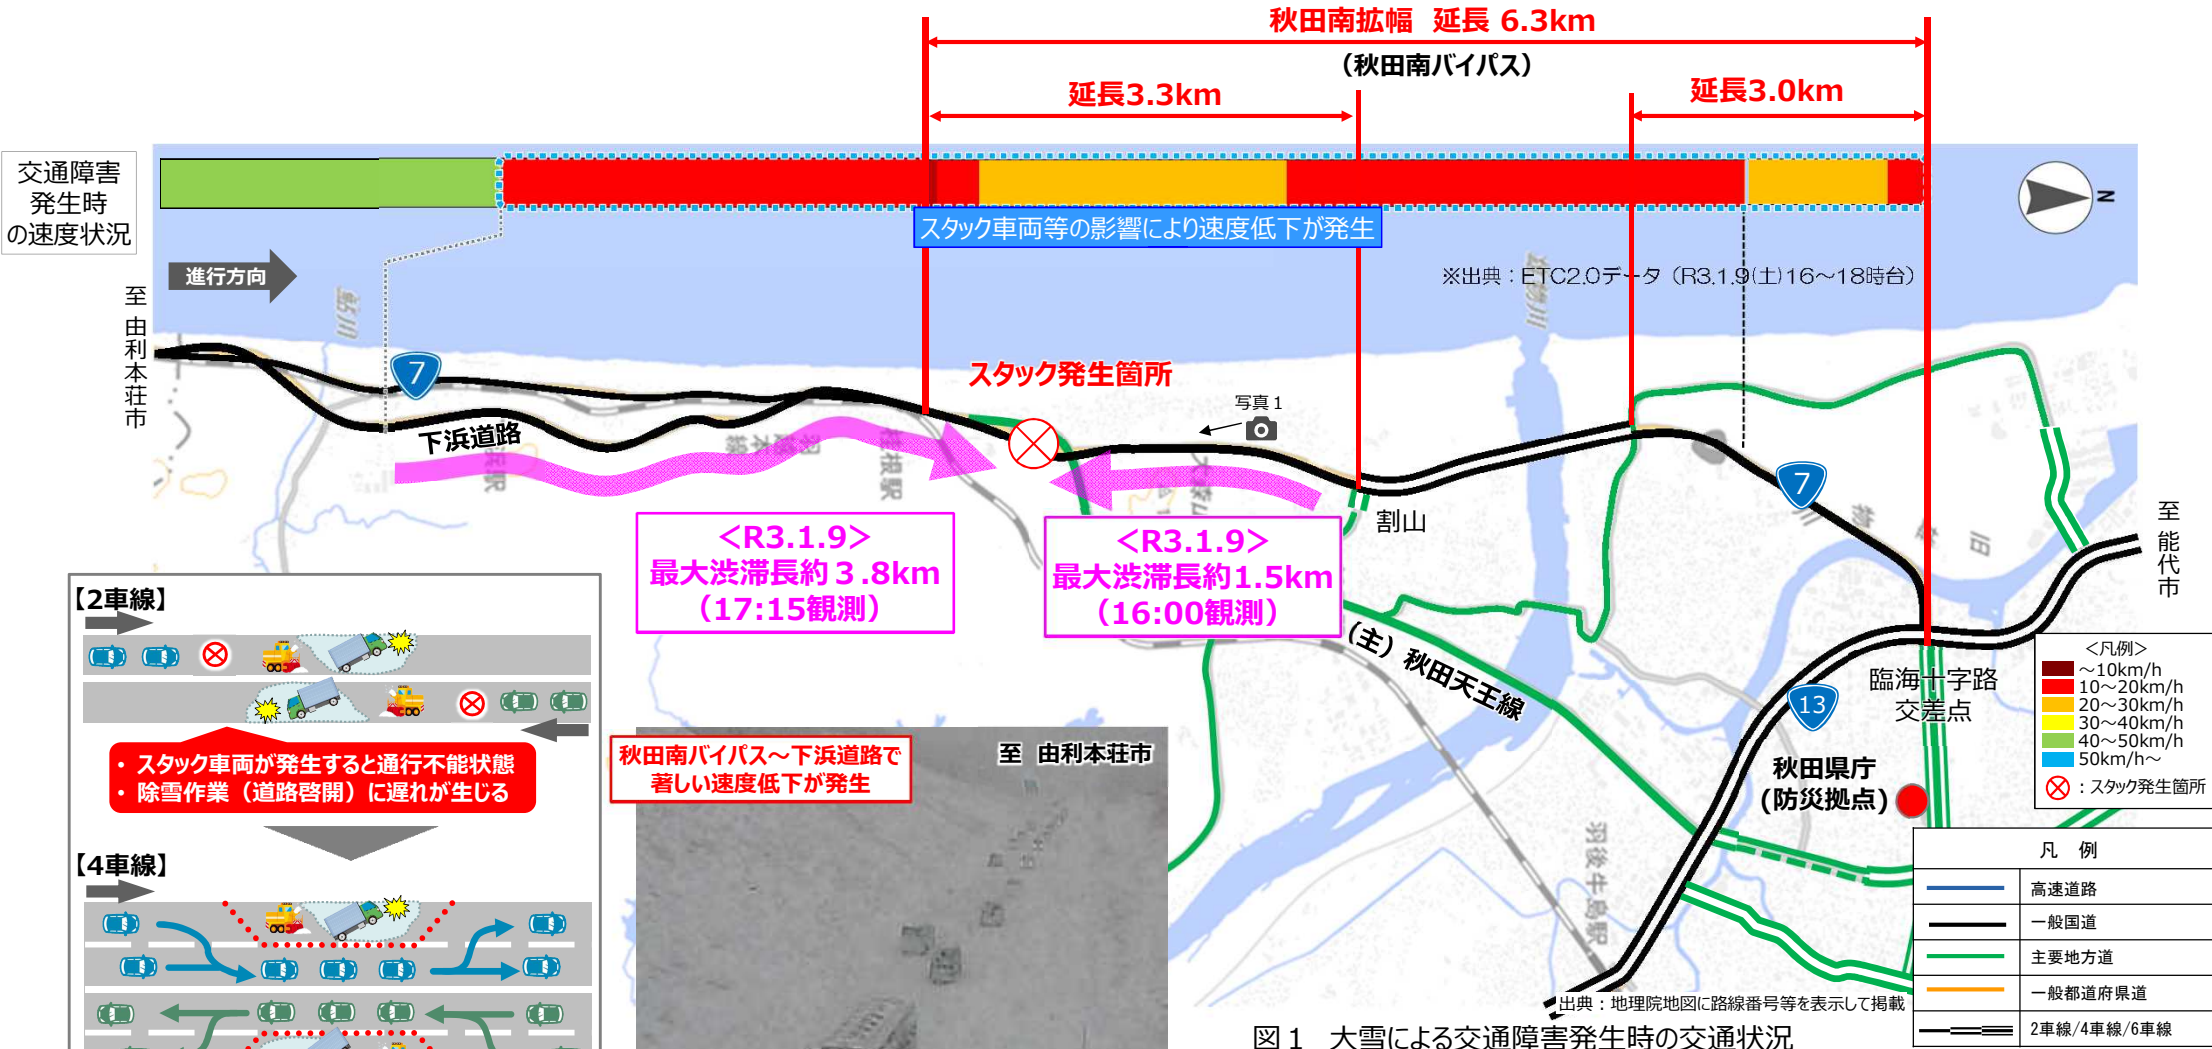 秋田南拡幅 延長 6.3km
（秋田南バイパス）
延長3.3km
延長3.0km
交通障害
発生時
の速度状況
スタック車両等の影響により速度低下が発生
N
進行方向
※出典：ETC2.0データ（R3.1.9(土)16～18時台）
至 由利本荘市
鮎川
雄物川
7
下浜道路
スタック発生箇所
写真１
割山
7
至 能代市
＜R3.1.9＞
最大渋滞長約３.8km
（17:15観測）
＜R3.1.9＞
最大渋滞長約1.5km
（16:00観測）
（主）秋田天王線
臨海十字路
交差点
13
秋田県庁
(防災拠点)
羽後牛島駅
＜凡例＞
～10km/h
10～20km/h
20～30km/h
30～40km/h
40～50km/h
50km/h～
：スタック発生箇所
【2車線】
・ スタック車両が発生すると通行不能状態
・ 除雪作業（道路啓開）に遅れが生じる
【4車線】
秋田南バイパス～下浜道路で
著しい速度低下が発生
至 由利本荘市
凡 例
高速道路
一般国道
主要地方道
一般都道府県道
2車線/4車線/6車線
出典：地理院地図に路線番号等を表示して掲載
図１ 大雪による交通障害発生時の交通状況